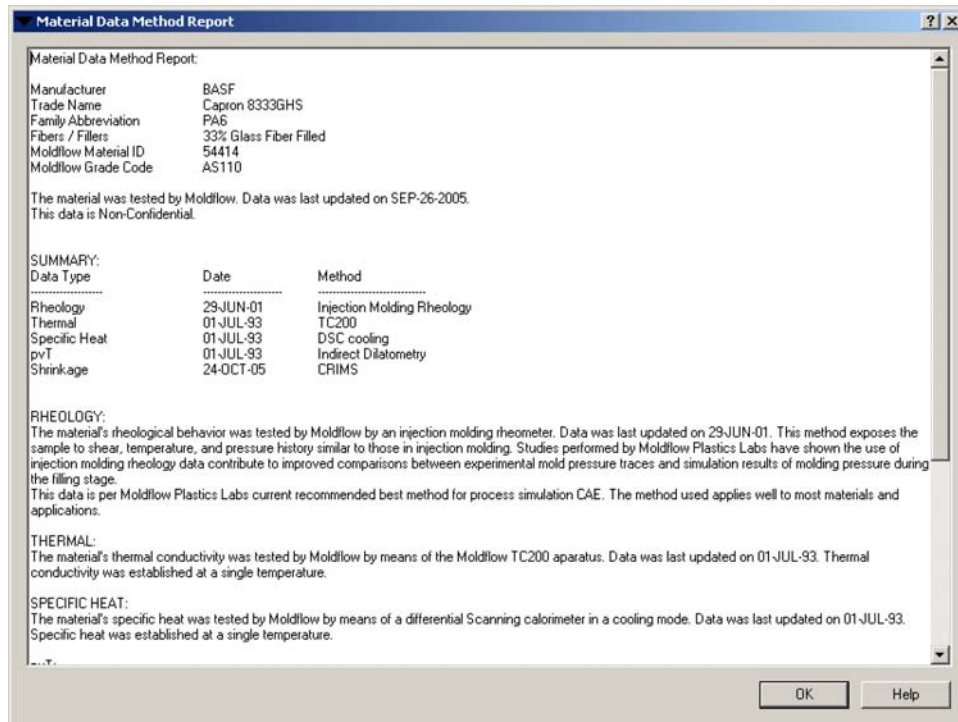 Material Data Method Report
Material Data Method Report:
Manufacturer BASF
Trade Name Capron 8333GHS
Family Abbreviation PA6
Fibers / Fillers 33% Glass Fiber Filled
Moldflow Material ID 54414
Moldflow Grade Code AS110
The material was tested by Moldflow. Data was last updated on SEP-26-2005.
This data is Non-Confidential.
SUMMARY:
Data Type Date Method
-------------------- ---------------------- ------------------------------
Rheology 29-JUN-01 Injection Molding Rheology
Thermal 01-JUL-93 TC200
Specific Heat 01-JUL-93 DSC cooling
pvT 01-JUL-93 Indirect Dilatometry
Shrinkage 24-OCT-05 CRIMS
RHEOLOGY:
The material's rheological behavior was tested by Moldflow by an injection molding rheometer. Data was last updated on 29-JUN-01. This method exposes the
sample to shear, temperature, and pressure history similar to those in injection molding. Studies performed by Moldflow Plastics Labs have shown the use of
injection molding rheology data contribute to improved comparisons between experimental mold pressure traces and simulation results of molding pressure during
the filling stage.
This data is per Moldflow Plastics Labs current recommended best method for process simulation CAE. The method used applies well to most materials and
applications.
THERMAL:
The material's thermal conductivity was tested by Moldflow by means of the Moldflow TC200 aparatus. Data was last updated on 01-JUL-93. Thermal
conductivity was established at a single temperature.
SPECIFIC HEAT:
The material's specific heat was tested by Moldflow by means of a differential Scanning calorimeter in a cooling mode. Data was last updated on 01-JUL-93.
Specific heat was established at a single temperature.
OK Help